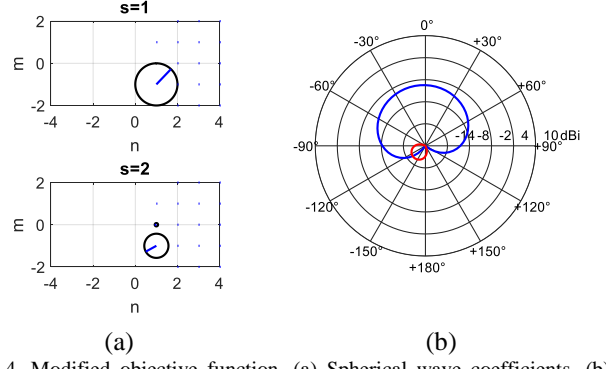 s=1
2
0
-2
m
-4 -2 0 2 4
n
s=2
2
0
-2
m
-4 -2 0 2 4
n
(a)
0°
-30° +30°
-60° +60°
-14 -8 -2 4 10 dBi
-90° +90°
-120° +120°
-150° +150°
+180°
(b)
4. Modified objective function. (a) Spherical wave coefficients. (b)